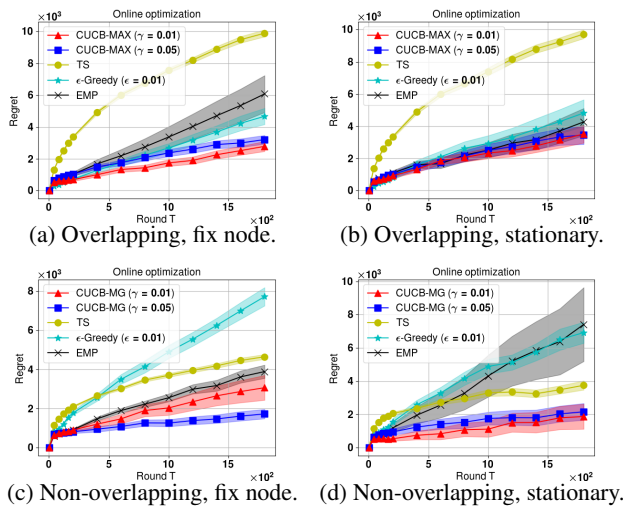 ×10³
Online optimization
10
8
6
4
2
0
Regret
CUCB-MAX (γ = 0.01)
CUCB-MAX (γ = 0.05)
TS
ϵ-Greedy (ϵ = 0.01)
EMP
0 5 10 15
Round T ×10²
(a) Overlapping, fix node.
×10³
Online optimization
10
8
6
4
2
0
Regret
CUCB-MAX (γ = 0.01)
CUCB-MAX (γ = 0.05)
TS
ϵ-Greedy (ϵ = 0.01)
EMP
0 5 10 15
Round T ×10²
(b) Overlapping, stationary.
×10³
Online optimization
8
6
4
2
0
Regret
CUCB-MG (γ = 0.01)
CUCB-MG (γ = 0.05)
TS
ϵ-Greedy (ϵ = 0.01)
EMP
0 5 10 15
Round T ×10²
(c) Non-overlapping, fix node.
×10³
Online optimization
10
8
6
4
2
0
Regret
CUCB-MG (γ = 0.01)
CUCB-MG (γ = 0.05)
TS
ϵ-Greedy (ϵ = 0.01)
EMP
0 5 10 15
Round T ×10²
(d) Non-overlapping, stationary.